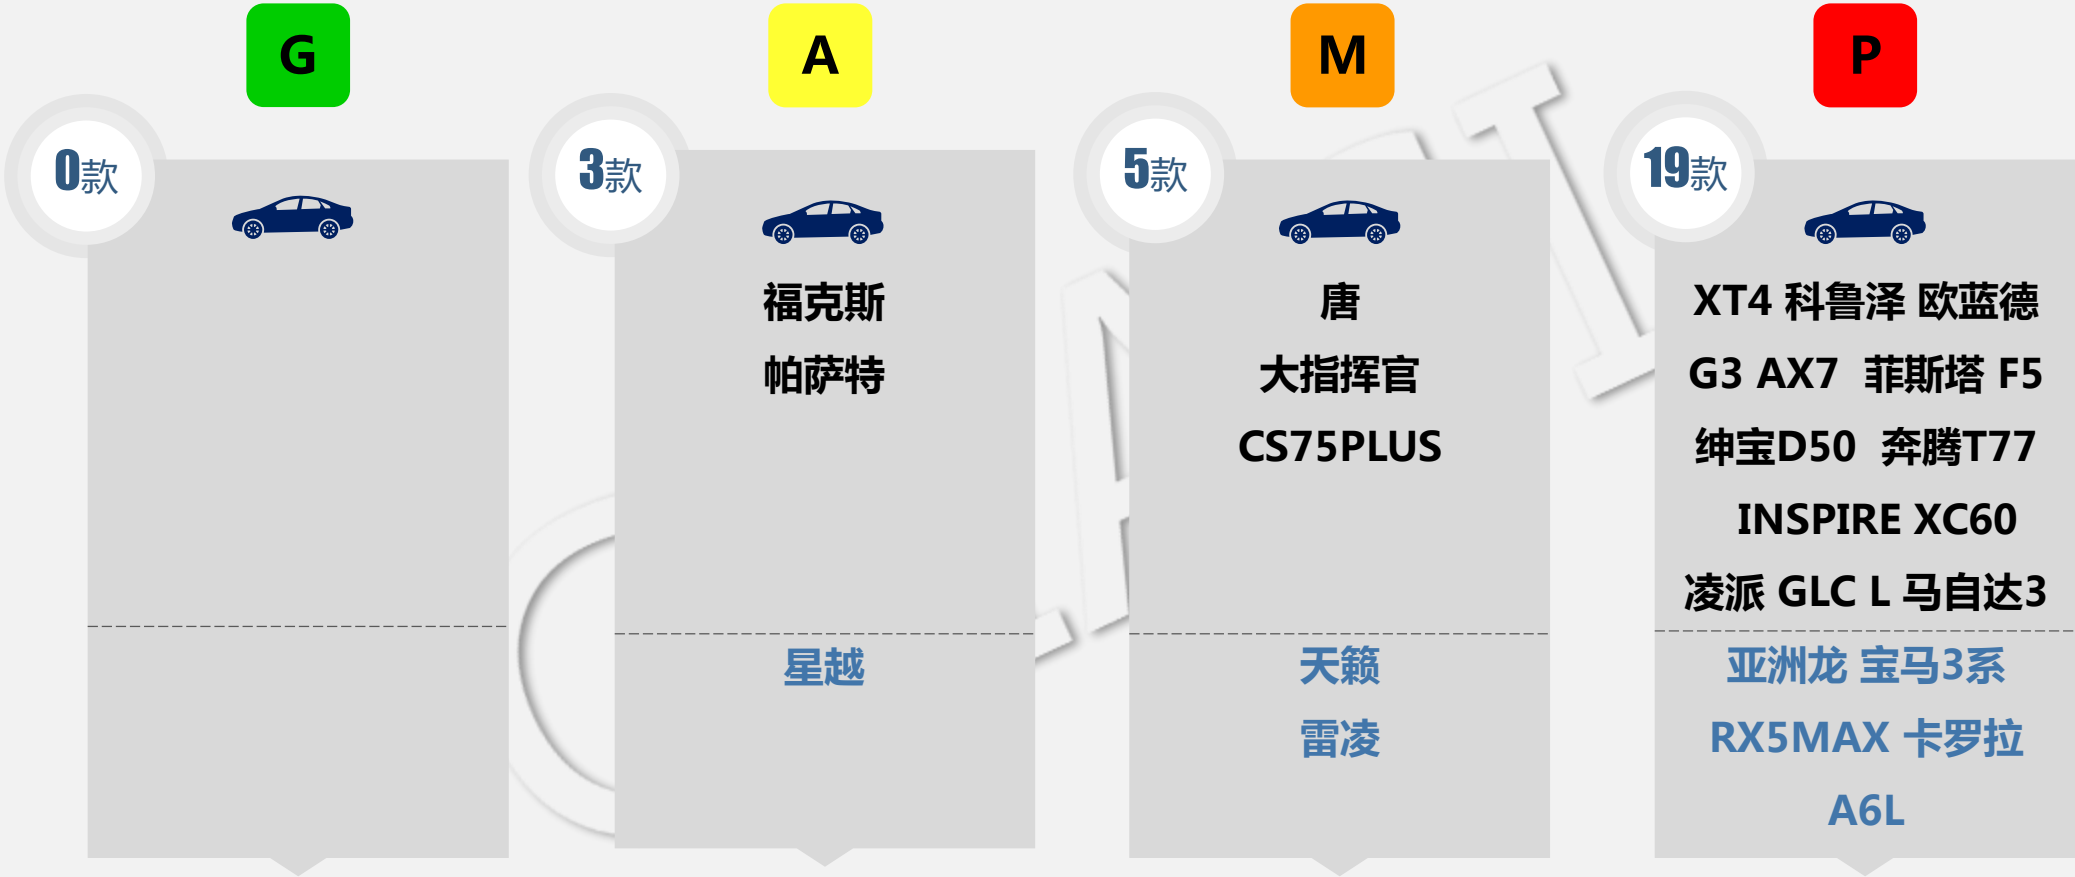 G
0款
A
3款
福克斯
帕萨特
星越
M
5款
唐
大指挥官
CS75PLUS
天籁
雷凌
P
19款
XT4 科鲁泽 欧蓝德
G3 AX7 菲斯塔 F5
绅宝D50 奔腾T77
INSPIRE XC60
凌派 GLC L 马自达3
亚洲龙 宝马3系
RX5MAX 卡罗拉
A6L